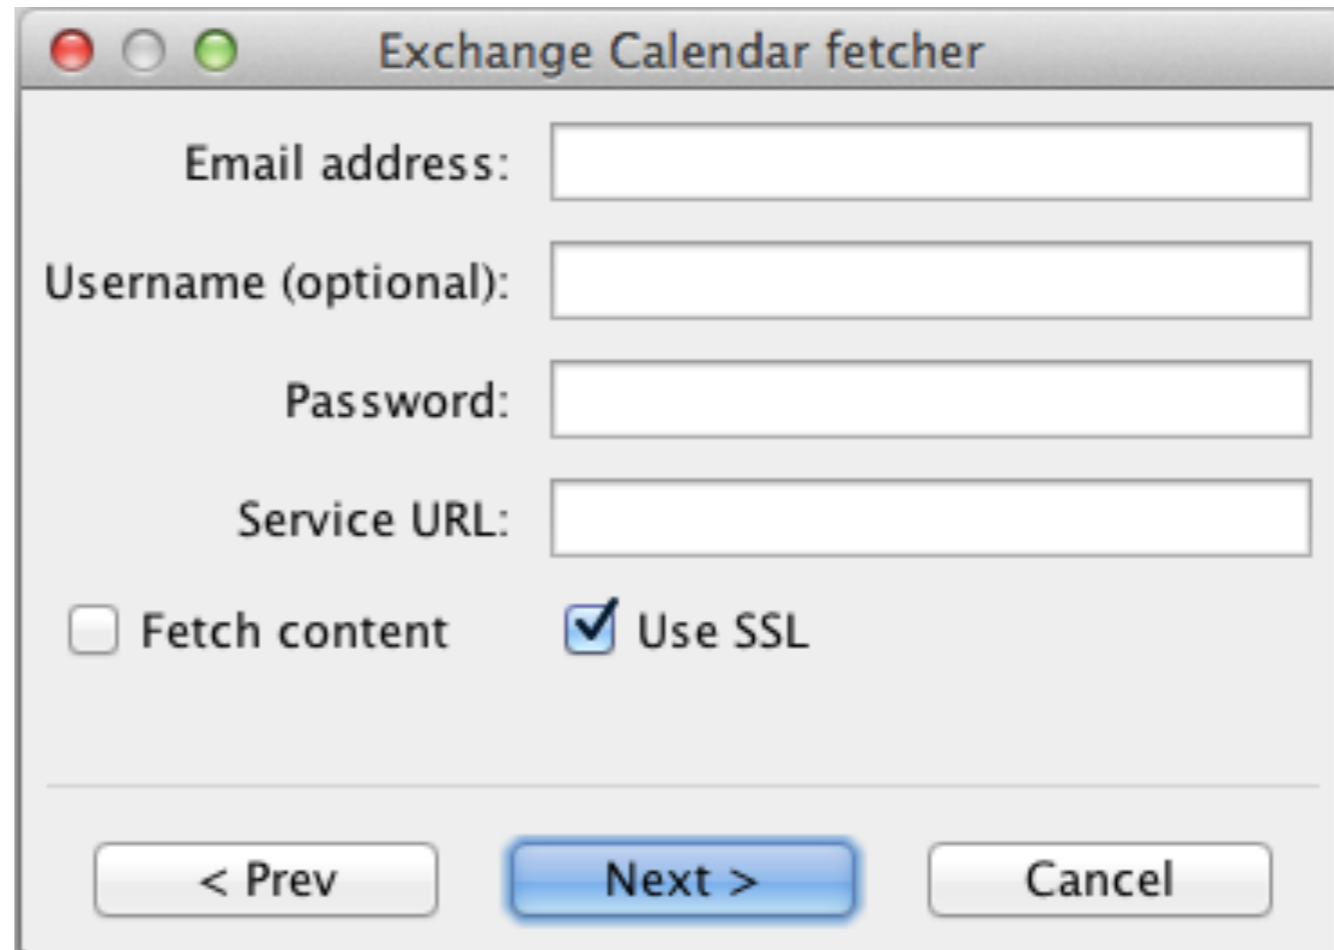 Exchange Calendar fetcher
Email address:
Username (optional):
Password:
Service URL:
Fetch content Use SSL
< Prev Next > Cancel